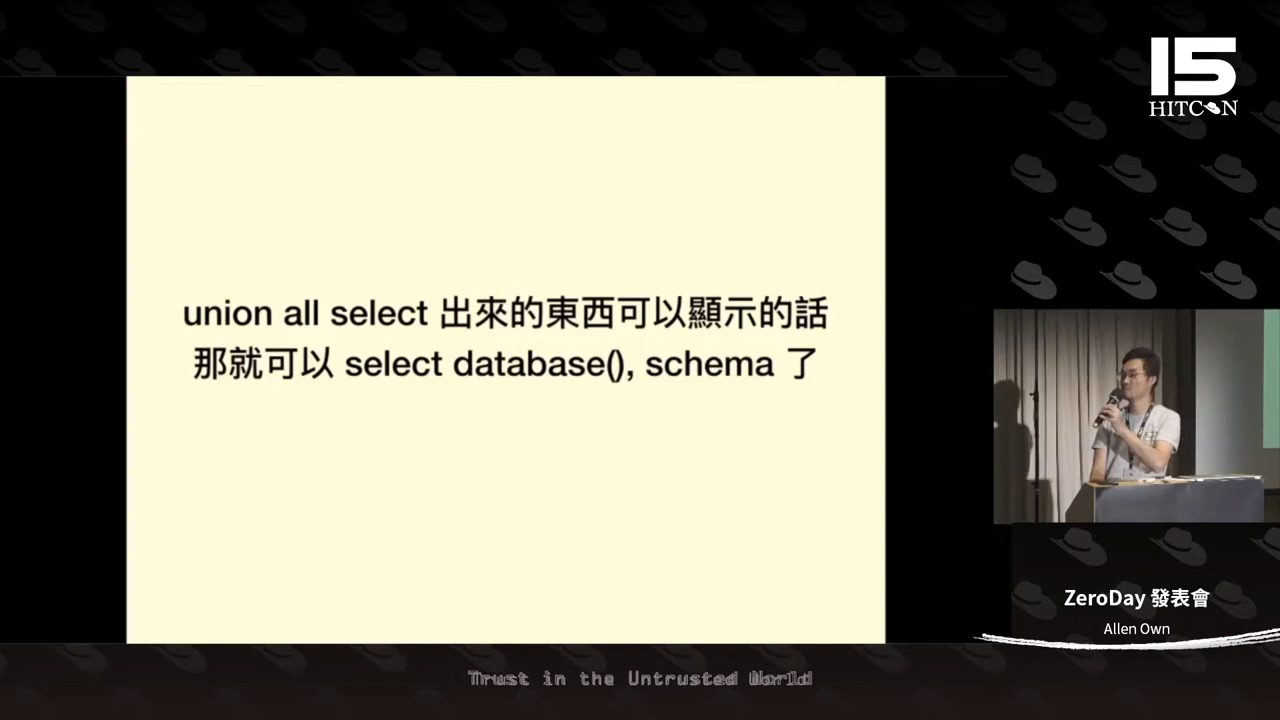 15
HITCON
union all select 出來的東西可以顯示的話
那就可以 select database(), schema 了
ZeroDay 發表會
Allen Own
Trust in the Untrusted World